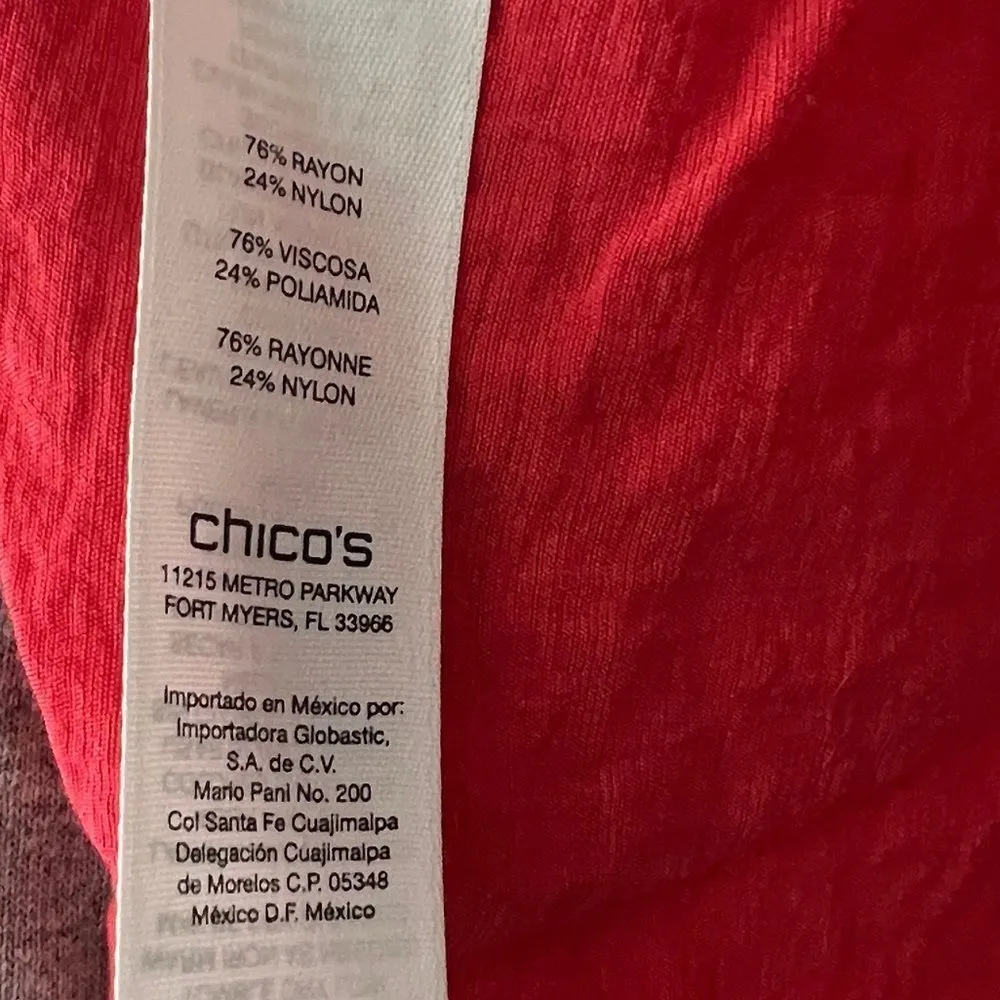 76% RAYON
24% NYLON
76% VISCOSA
24% POLIAMIDA
76% RAYONNE
24% NYLON
chico's
11215 METRO PARKWAY
FORT MYERS, FL 33966
Importado en México por:
Importadora Globastic,
S.A. de C.V.
Mario Pani No. 200
Col Santa Fe Cuajimalpa
Delegación Cuajimalpa
de Morelos C.P. 05348
México D.F. México